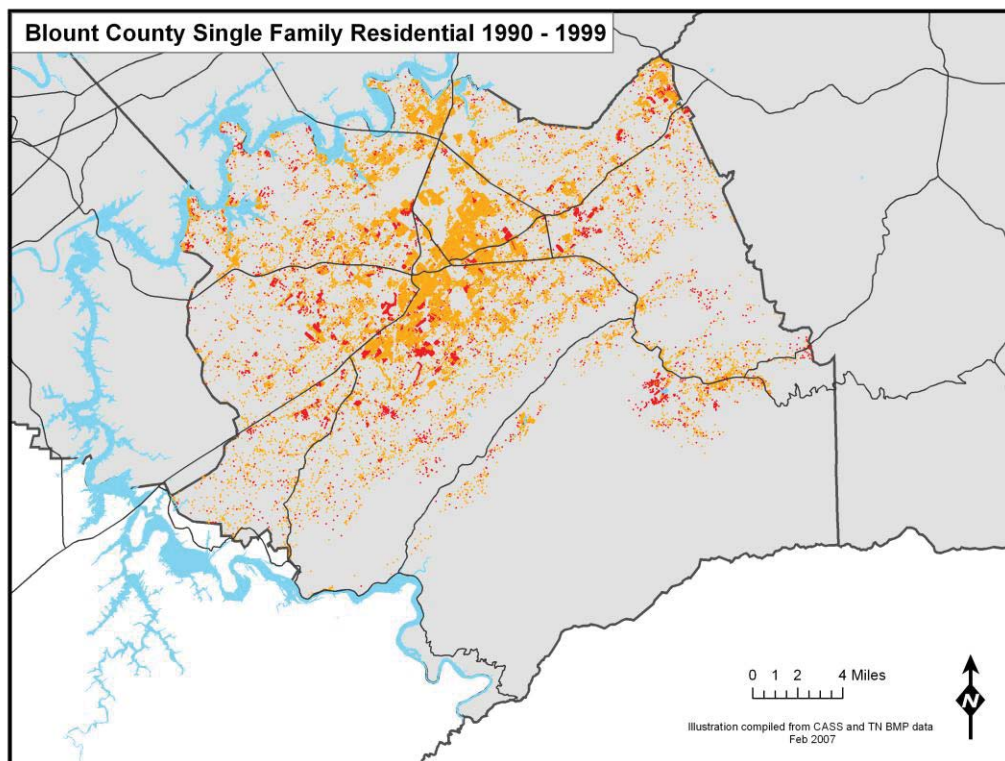 Blount County Single Family Residential 1990 - 1999
0 1 2 4 Miles
N
Illustration compiled from CASS and TN BMP data
Feb 2007